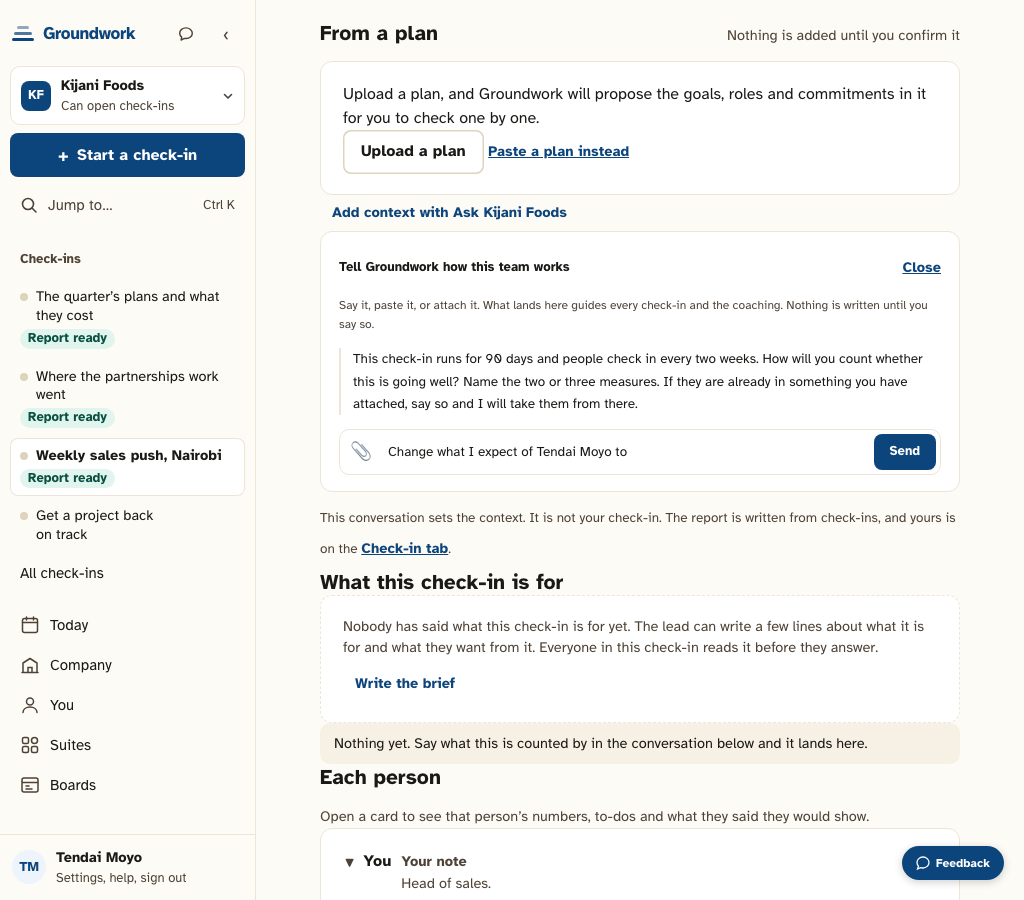 Groundwork
KF
Kijani Foods
Can open check-ins
+ Start a check-in
Jump to...
Ctrl K
Check-ins
The quarter's plans and what
they cost
Report ready
Where the partnerships work
went
Report ready
Weekly sales push, Nairobi
Report ready
Get a project back
on track
All check-ins
Today
Company
You
Suites
Boards
TM
Tendai Moyo
Settings, help, sign out
From a plan
Nothing is added until you confirm it
Upload a plan, and Groundwork will propose the goals, roles and commitments in it
for you to check one by one.
Upload a plan
Paste a plan instead
Add context with Ask Kijani Foods
Tell Groundwork how this team works
Close
Say it, paste it, or attach it. What lands here guides every check-in and the coaching. Nothing is written until you
say so.
This check-in runs for 90 days and people check in every two weeks. How will you count whether
this is going well? Name the two or three measures. If they are already in something you have
attached, say so and I will take them from there.
Change what I expect of Tendai Moyo to
Send
This conversation sets the context. It is not your check-in. The report is written from check-ins, and yours is
on the Check-in tab.
What this check-in is for
Nobody has said what this check-in is for yet. The lead can write a few lines about what it is
for and what they want from it. Everyone in this check-in reads it before they answer.
Write the brief
Nothing yet. Say what this is counted by in the conversation below and it lands here.
Each person
Open a card to see that person's numbers, to-dos and what they said they would show.
▼ You Your note
Head of sales.
Feedback